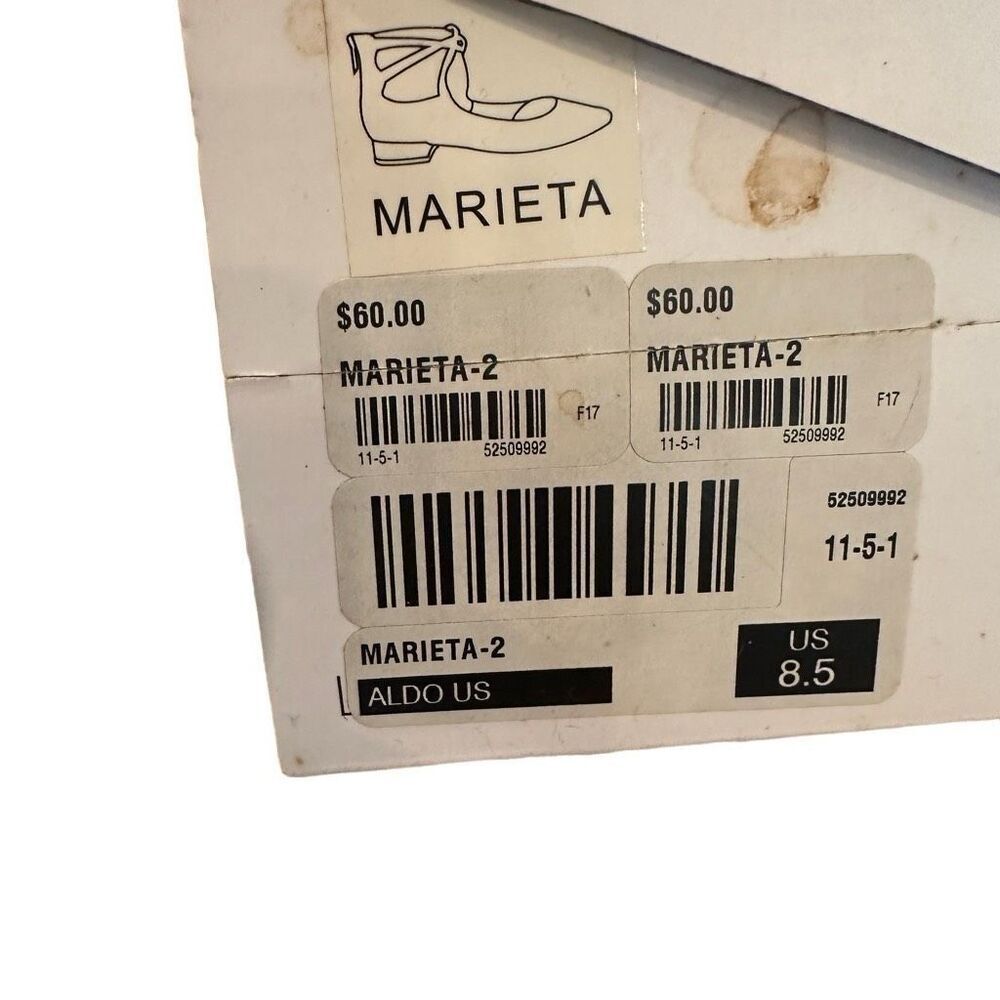 MARIETA
$60.00
MARIETA-2
F17
11-5-1 52509992
$60.00
MARIETA-2
F17
11-5-1 52509992
52509992
11-5-1
MARIETA-2
ALDO US
US
8.5